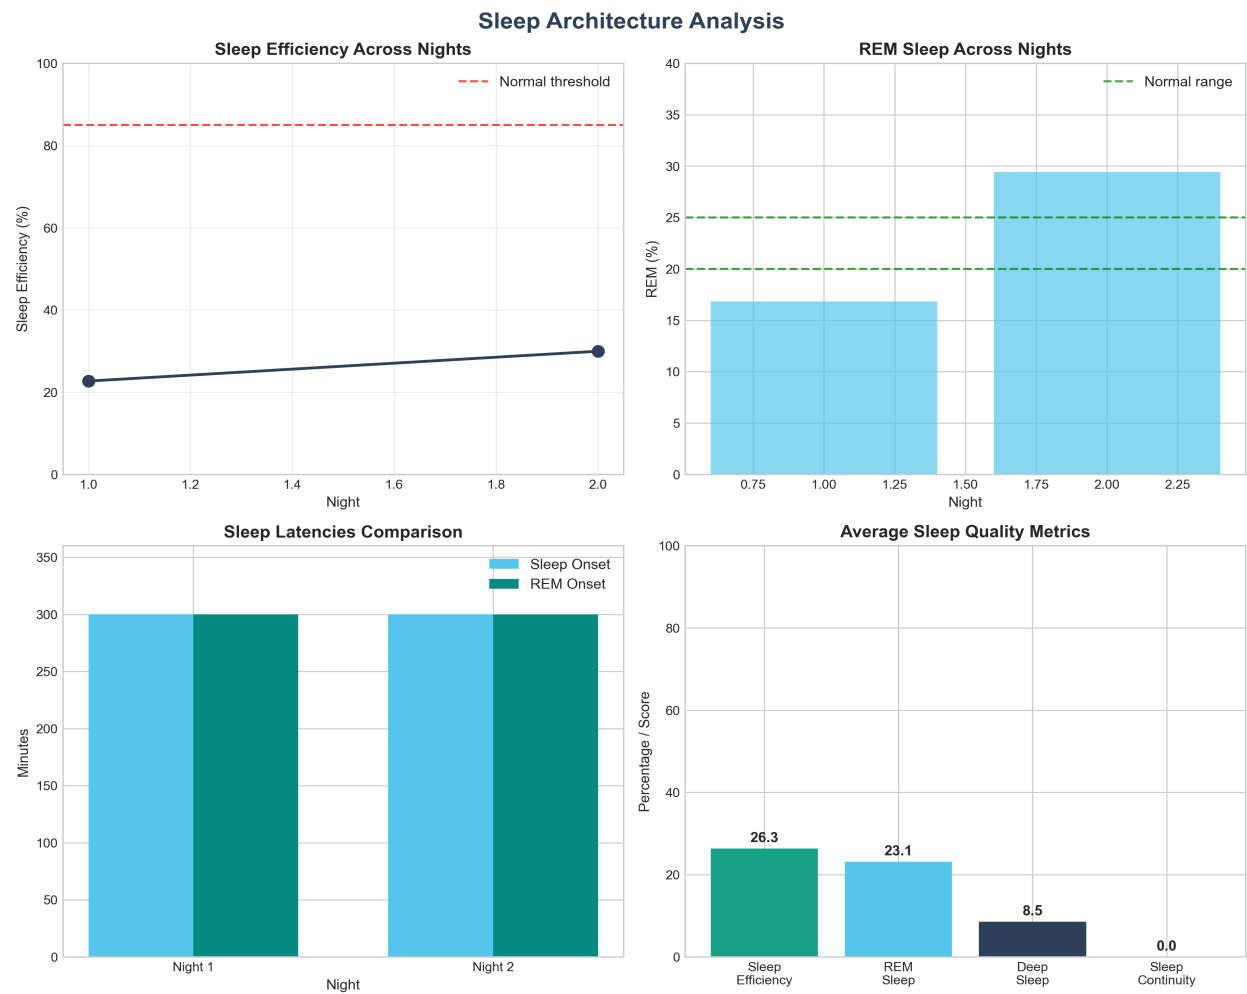 Sleep Architecture Analysis
Sleep Efficiency Across Nights
100
80
60
40
20
0
Sleep Efficiency (%)
Normal threshold
1.0 1.2 1.4 1.6 1.8 2.0
Night
REM Sleep Across Nights
40
35
30
25
20
15
10
5
0
REM (%)
Normal range
0.75 1.00 1.25 1.50 1.75 2.00 2.25
Night
Sleep Latencies Comparison
350
300
250
200
150
100
50
0
Minutes
Sleep Onset
REM Onset
Night 1 Night 2
Night
Average Sleep Quality Metrics
100
80
60
40
20
0
Percentage / Score
26.3
23.1
8.5
0.0
Sleep
Efficiency
REM
Sleep
Deep
Sleep
Sleep
Continuity